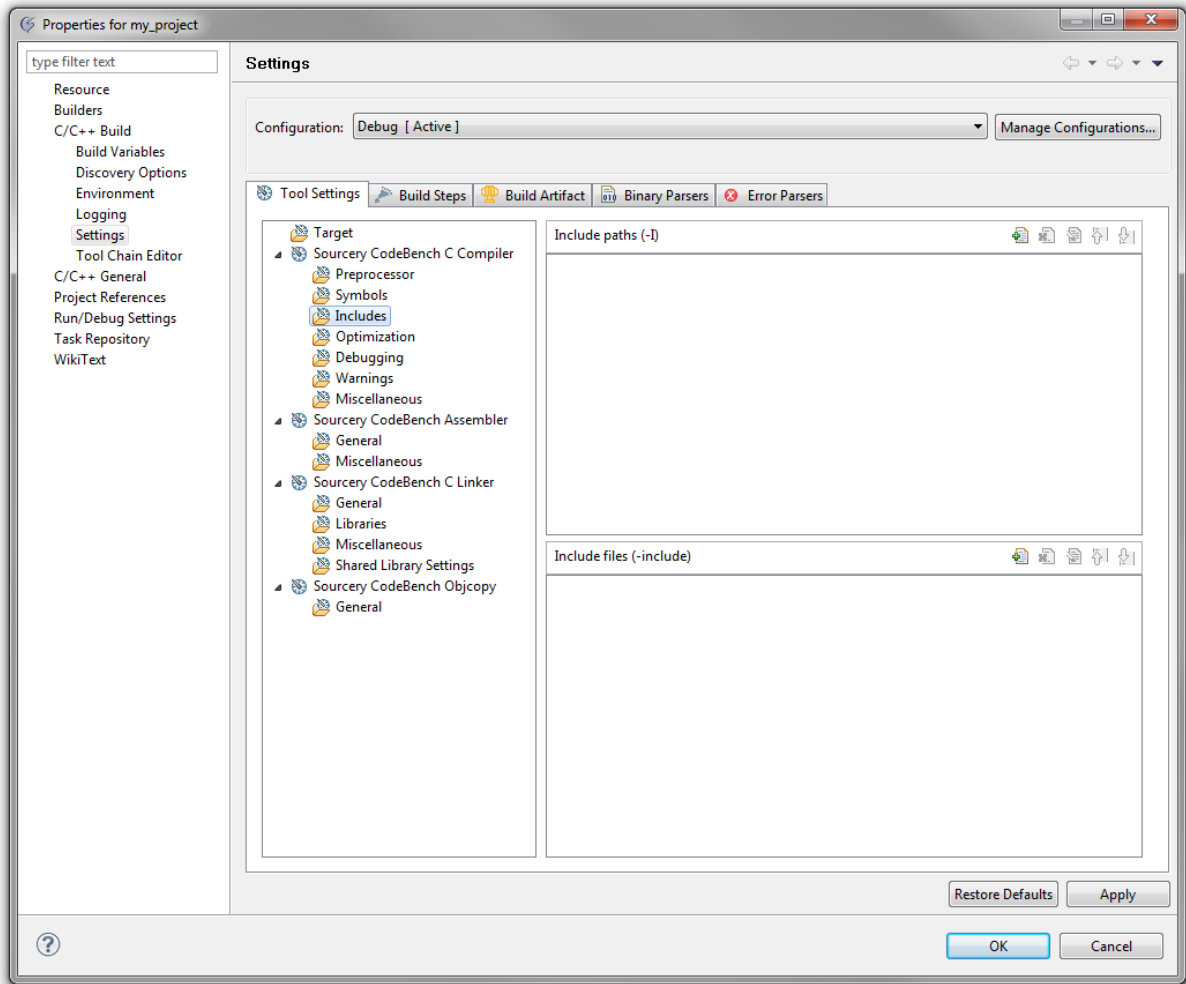 Properties for my_project
type filter text
Resource
Builders
C/C++ Build
Build Variables
Discovery Options
Environment
Logging
Settings
Tool Chain Editor
C/C++ General
Project References
Run/Debug Settings
Task Repository
WikiText
Settings
Configuration: Debug [ Active ] Manage Configurations...
Tool Settings Build Steps Build Artifact Binary Parsers Error Parsers
Target
Sourcery CodeBench C Compiler
Preprocessor
Symbols
Includes
Optimization
Debugging
Warnings
Miscellaneous
Sourcery CodeBench Assembler
General
Miscellaneous
Sourcery CodeBench C Linker
General
Libraries
Miscellaneous
Shared Library Settings
Sourcery CodeBench Objcopy
General
Include paths (-I)
Include files (-include)
Restore Defaults Apply
OK Cancel